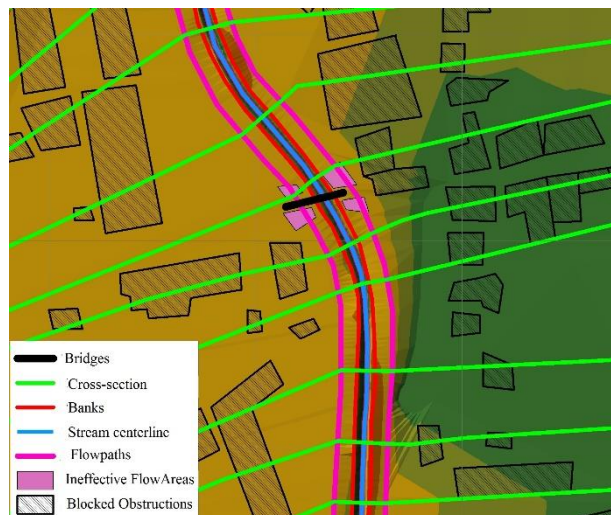 Bridges
Cross-section
Banks
Stream centerline
Flowpaths
Ineffective FlowAreas
Blocked Obstructions